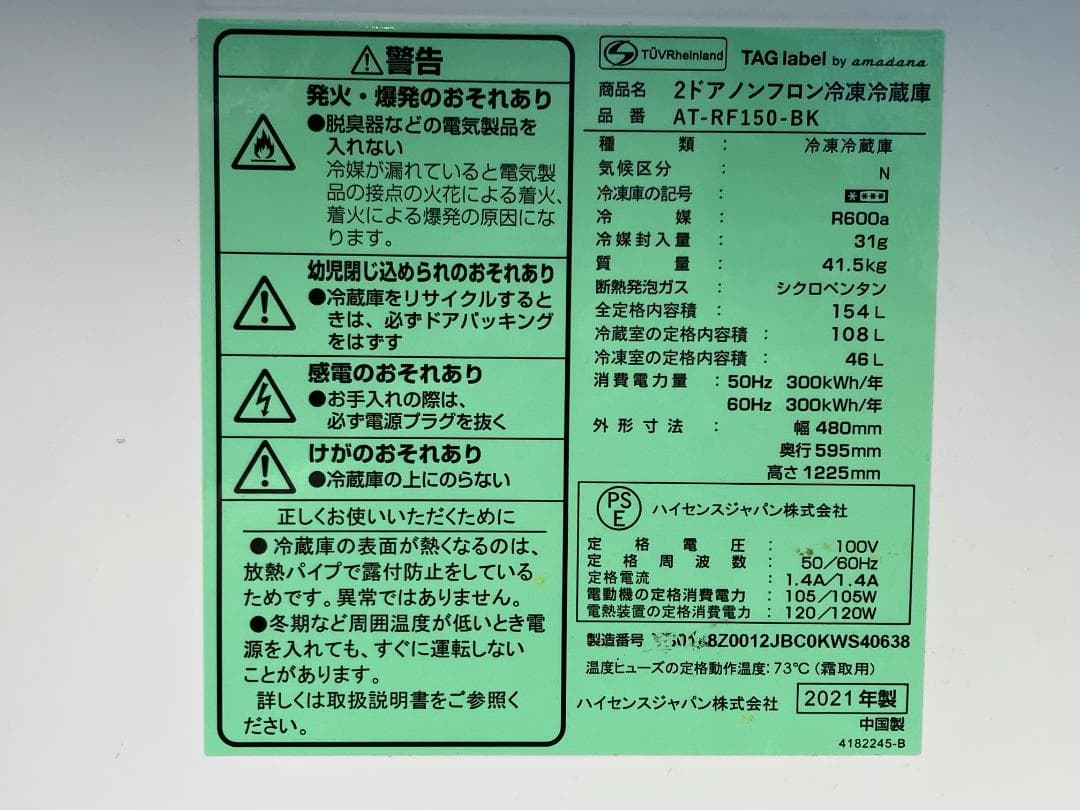 ⚠警告
発火・爆発のおそれあり
●脱臭器などの電気製品を
入れない
冷媒が漏れていると電気製
品の接点の火花による着火、
着火による爆発の原因にな
ります。
幼児閉じ込められのおそれあり
●冷蔵庫をリサイクルすると
きは、必ずドアパッキング
をはずす
感電のおそれあり
●お手入れの際は、
必ず電源プラグを抜く
けがのおそれあり
●冷蔵庫の上にのらない
正しくお使いいただくために
●冷蔵庫の表面が熱くなるのは、
放熱パイプで露付防止をしている
ためです。異常ではありません。
●冬期など周囲温度が低いとき電
源を入れても、すぐに運転しない
ことがあります。
詳しくは取扱説明書をご参照く
ださい。
TÜVRheinland TAG label by amadana
商品名 2ドアノンフロン冷凍冷蔵庫
品番 AT-RF150-BK
種類 : 冷凍冷蔵庫
気候区分 : N
冷凍庫の記号 : ****
冷媒 : R600a
冷媒封入量 : 31g
質量 : 41.5kg
断熱発泡ガス : シクロペンタン
全定格内容積 : 154L
冷蔵室の定格内容積 : 108L
冷凍室の定格内容積 : 46L
消費電力量 : 50Hz 300kWh/年
60Hz 300kWh/年
外形寸法 : 幅480mm
奥行595mm
高さ1225mm
PSE ハイセンスジャパン株式会社
定格電圧 : 100V
定格周波数 : 50/60Hz
定格電流 : 1.4A/1.4A
電動機の定格消費電力 : 105/105W
電熱装置の定格消費電力 : 120/120W
製造番号 8Z0012JBC0KWS40638
温度ヒューズの定格動作温度:73℃(霜取用)
ハイセンスジャパン株式会社 2021年製
中国製
4182245-B